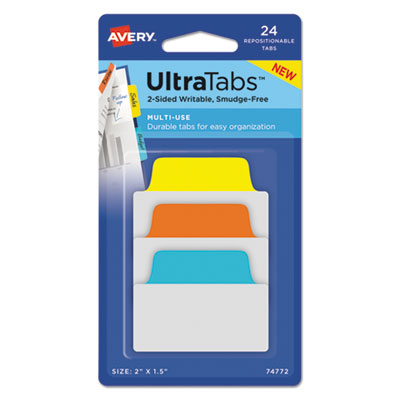 AVERY
24
REPOSITIONABLE
TABS
UltraTabs™
NEW
2-Sided Writable, Smudge-Free
MULTI-USE
Durable tabs for easy organization
Sales
SIZE: 2" X 1.5"
74772